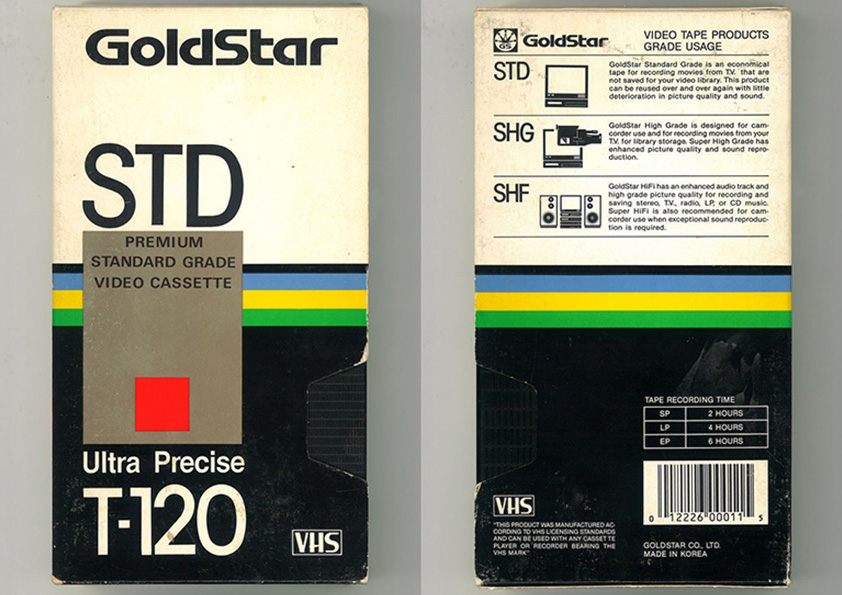 GoldStar
STD
PREMIUM
STANDARD GRADE
VIDEO CASSETTE
Ultra Precise
T-120
VHS
GS GoldStar
VIDEO TAPE PRODUCTS
GRADE USAGE
STD
GoldStar Standard Grade is an economical
tape for recording movies from T.V. that are
not saved for your video library. This product
can be reused over and over again with little
deterioration in picture quality and sound.
SHG
GoldStar High Grade is designed for cam-
corder use and for recording movies from your
T.V. for library storage. Super High Grade has
enhanced picture quality and sound repro-
duction.
SHF
GoldStar HiFi has an enhanced audio track and
high grade picture quality for recording and
saving stereo, T.V., radio, LP, or CD music.
Super HiFi is also recommended for cam-
corder use when exceptional sound reproduc-
tion is required.
TAPE RECORDING TIME
SP 2 HOURS
LP 4 HOURS
EP 6 HOURS
0 12226 00011 5
VHS
"THIS PRODUCT WAS MANUFACTURED AC-
CORDING TO VHS LICENSING STANDARDS
AND CAN BE USED WITH ANY CASSETTE
PLAYER OR RECORDER BEARING THE
VHS MARK"
GOLDSTAR CO., LTD.
MADE IN KOREA